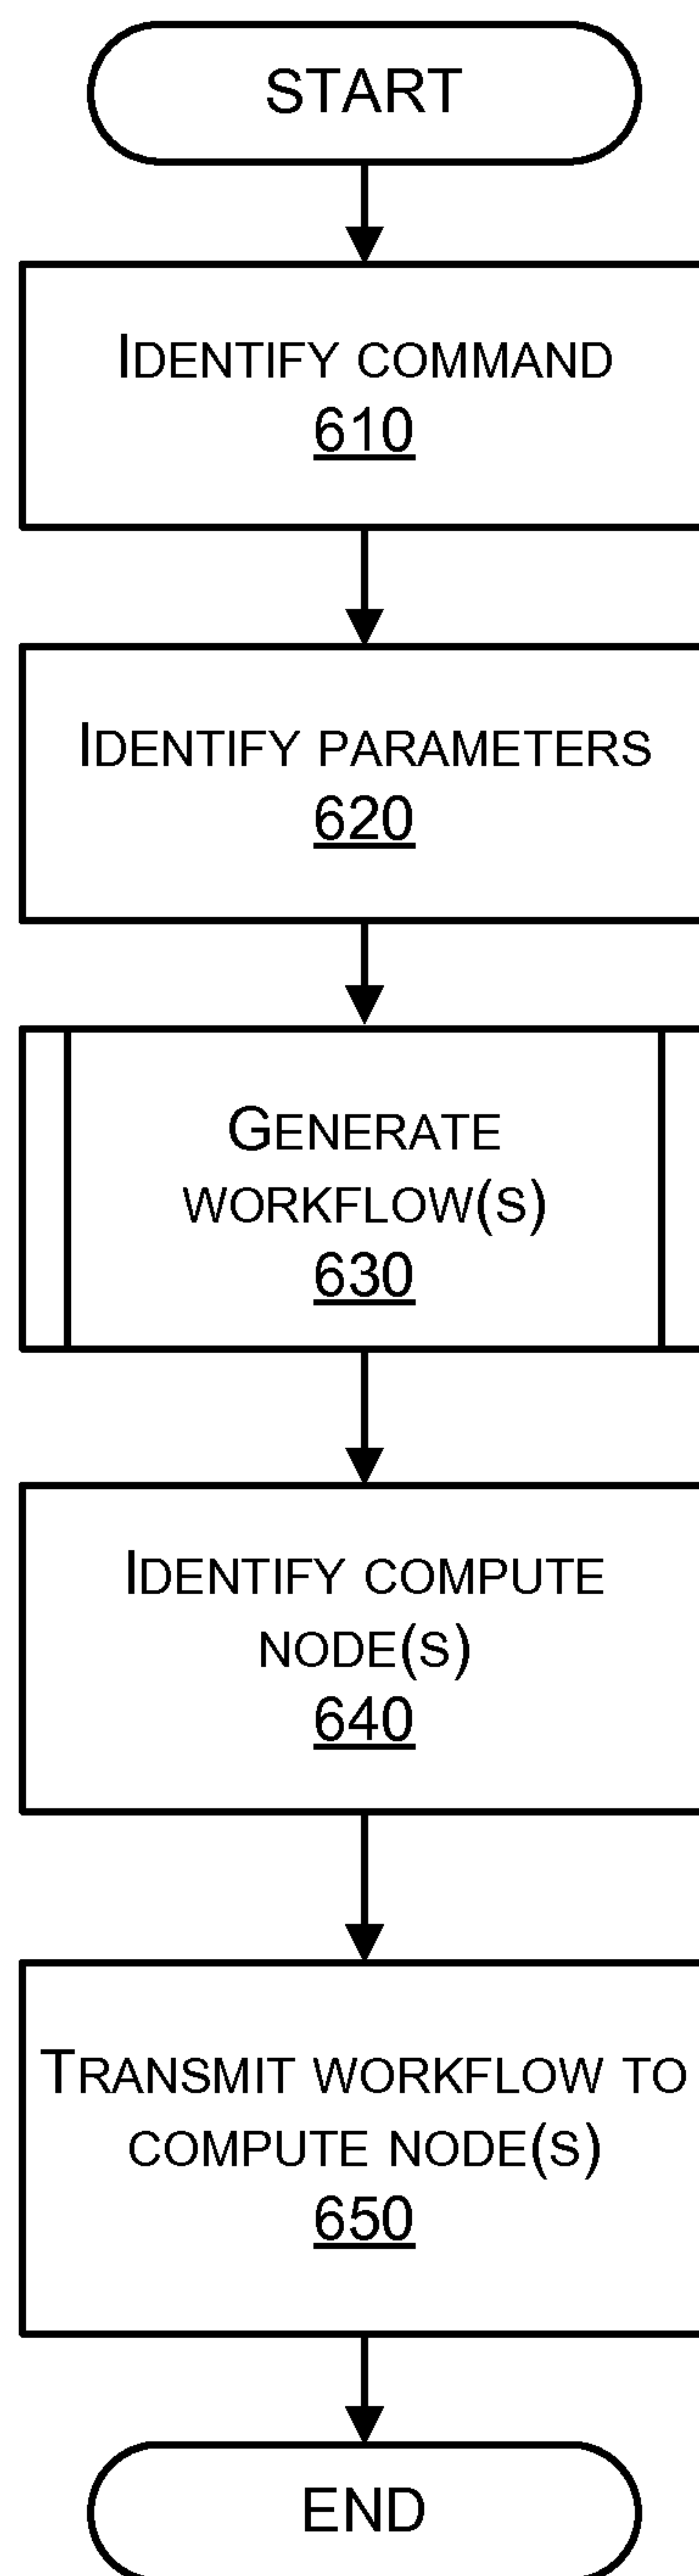 START
IDENTIFY COMMAND
610
IDENTIFY PARAMETERS
620
GENERATE
WORKFLOW(S)
630
IDENTIFY COMPUTE
NODE(S)
640
TRANSMIT WORKFLOW TO
COMPUTE NODE(S)
650
END